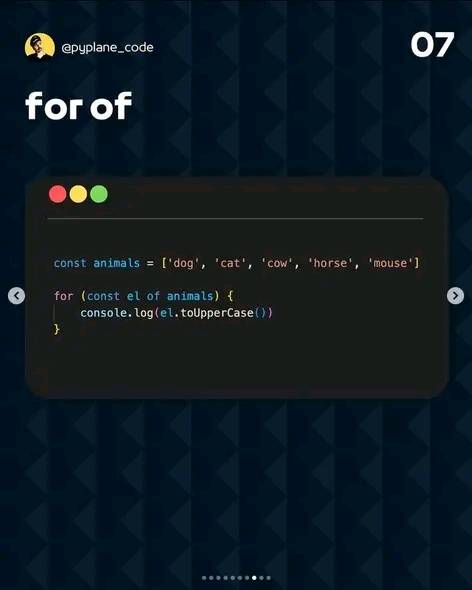 @pyplane_code
07
for of
const animals = ['dog', 'cat', 'cow', 'horse', 'mouse']
for (const el of animals) {
    console.log(el.toUpperCase())
}